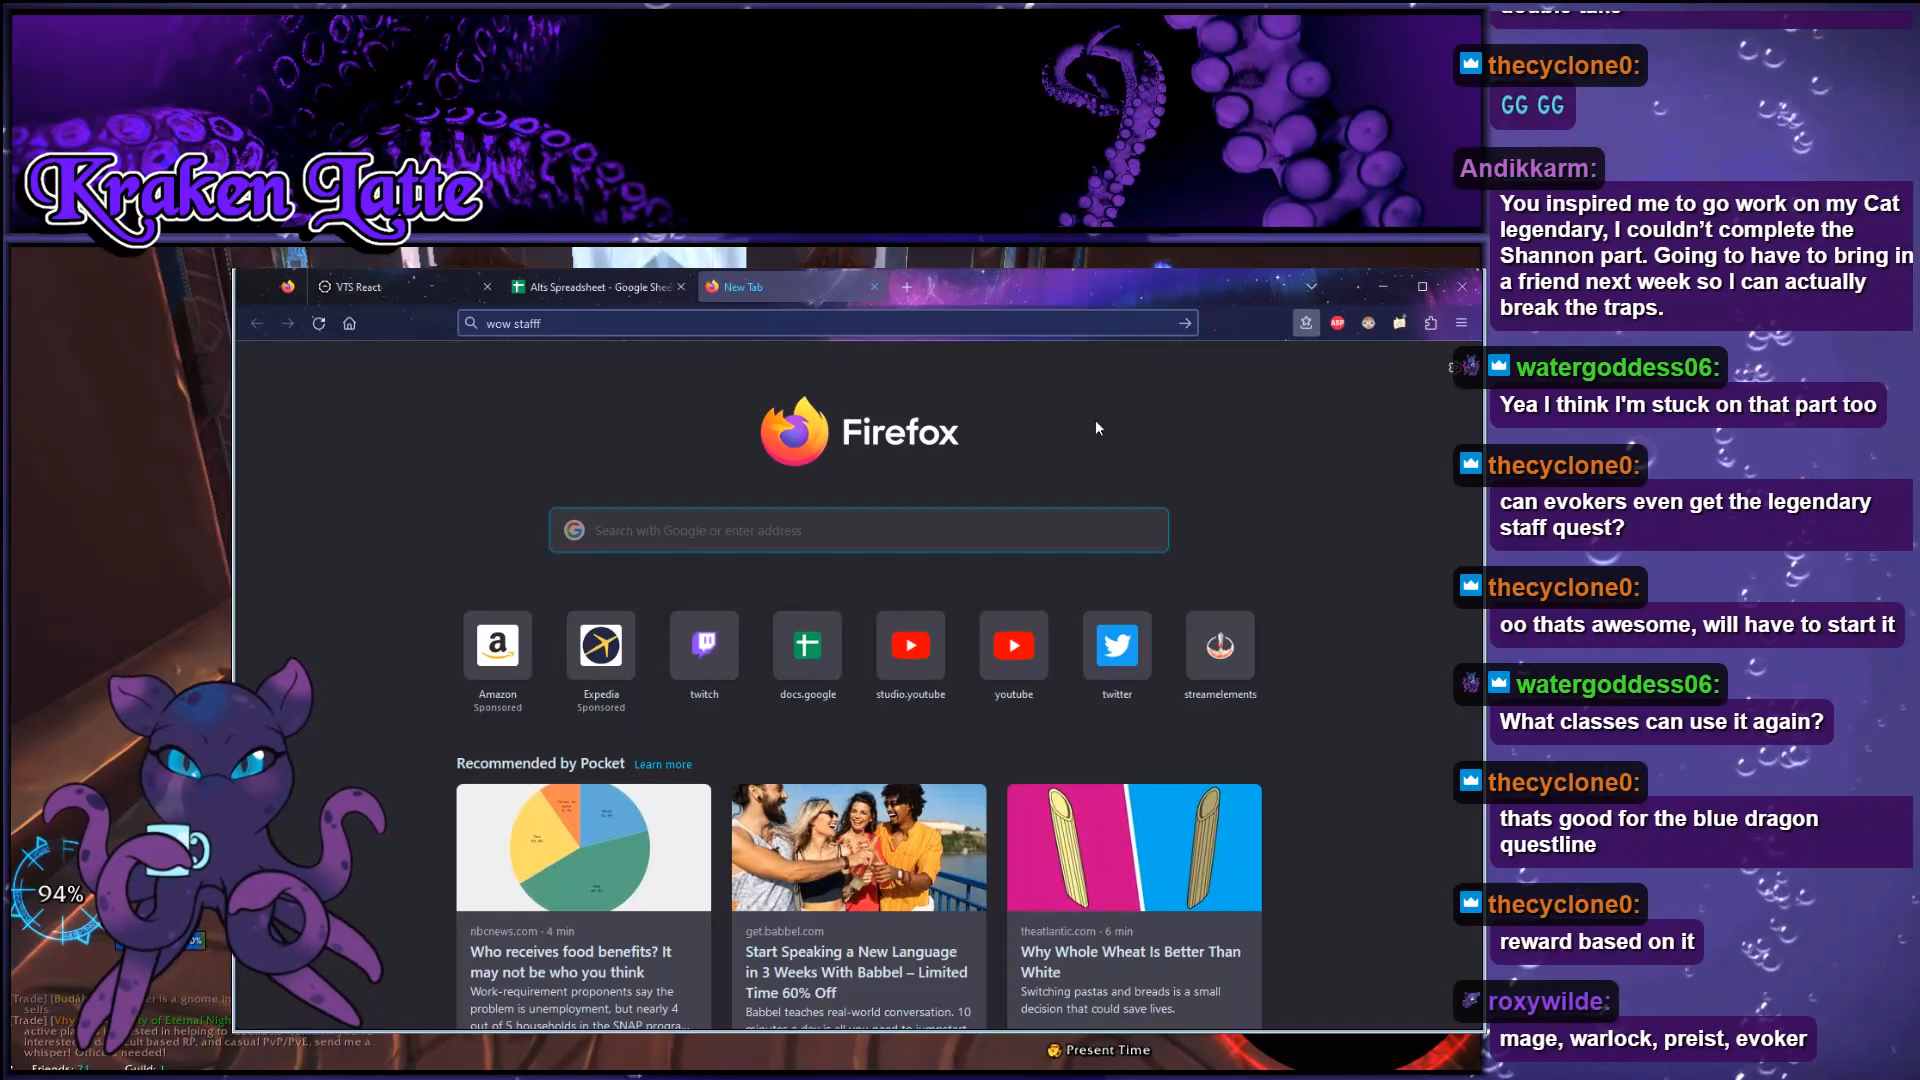 Kraken Latte
VTS React
Alts Spreadsheet - Google Shee
New Tab
wow stafff
ABP
Firefox
Search with Google or enter address
Amazon
Sponsored
Expedia
Sponsored
twitch
docs.google
studio.youtube
youtube
twitter
streamelements
Recommended by Pocket Learn more
nbcnews.com · 4 min
Who receives food benefits? It
may not be who you think
Work-requirement proponents say the
problem is unemployment, but nearly 4
out of 5 households in the SNAP progra...
get.babbel.com
Start Speaking a New Language
in 3 Weeks With Babbel – Limited
Time 60% Off
Babbel teaches real-world conversation. 10
theatlantic.com · 6 min
Why Whole Wheat Is Better Than
White
Switching pastas and breads is a small
decision that could save lives.
94%
Present Time
thecyclone0:
GG GG
Andikkarm:
You inspired me to go work on my Cat
legendary, I couldn't complete the
Shannon part. Going to have to bring in
a friend next week so I can actually
break the traps.
watergoddess06:
Yea I think I'm stuck on that part too
thecyclone0:
can evokers even get the legendary
staff quest?
thecyclone0:
oo thats awesome, will have to start it
watergoddess06:
What classes can use it again?
thecyclone0:
thats good for the blue dragon
questline
thecyclone0:
reward based on it
roxywilde:
mage, warlock, preist, evoker